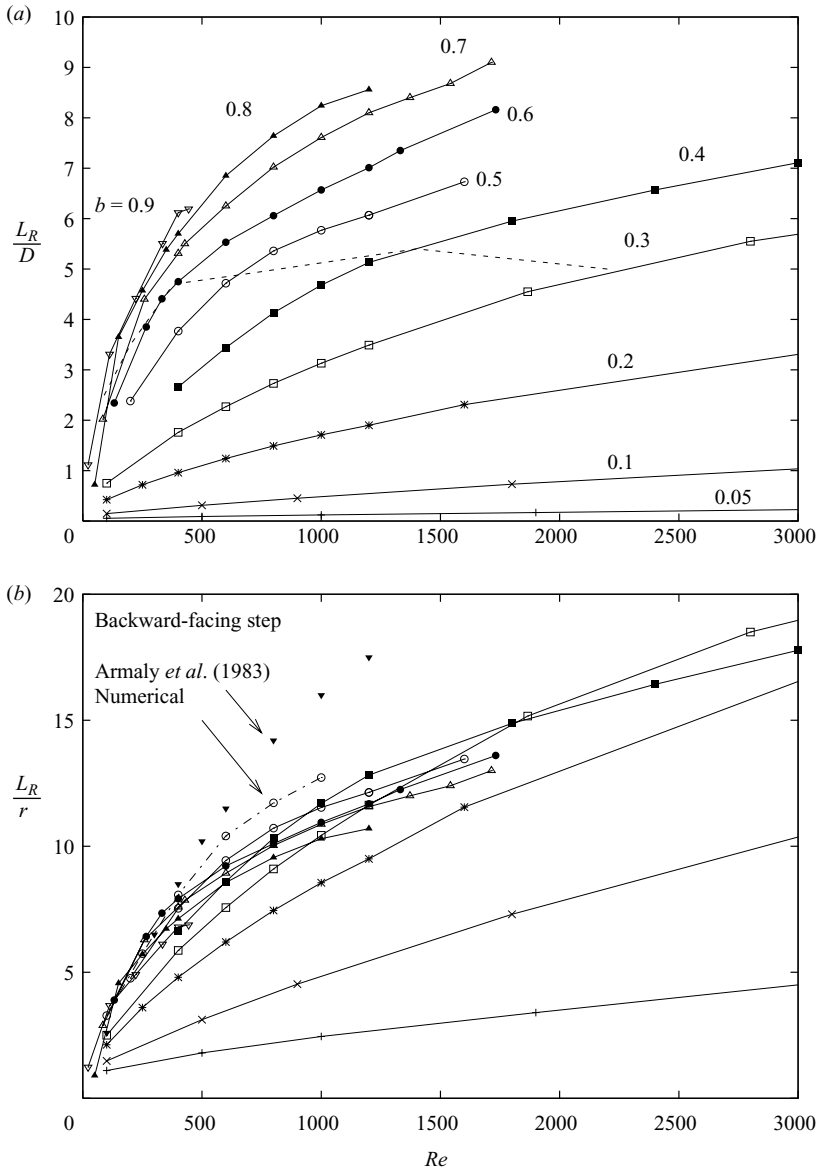 (a)
10
9
8
7
6
5
4
3
2
1
0
L_R
D
b = 0.9
0.8
0.7
0.6
0.5
0.4
0.3
0.2
0.1
0.05
0 500 1000 1500 2000 2500 3000
(b)
20
15
10
5
L_R
r
Backward-facing step
Armaly et al. (1983)
Numerical
0 500 1000 1500 2000 2500 3000
Re